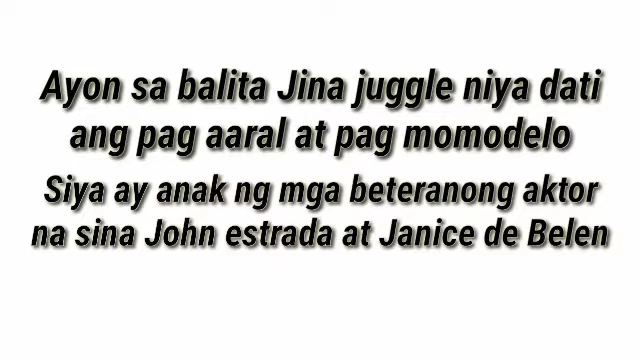 Ayon sa balita Jina juggle niya dati
ang pag aaral at pag momodelo
Siya ay anak ng mga beteranong aktor
na sina John estrada at Janice de Belen